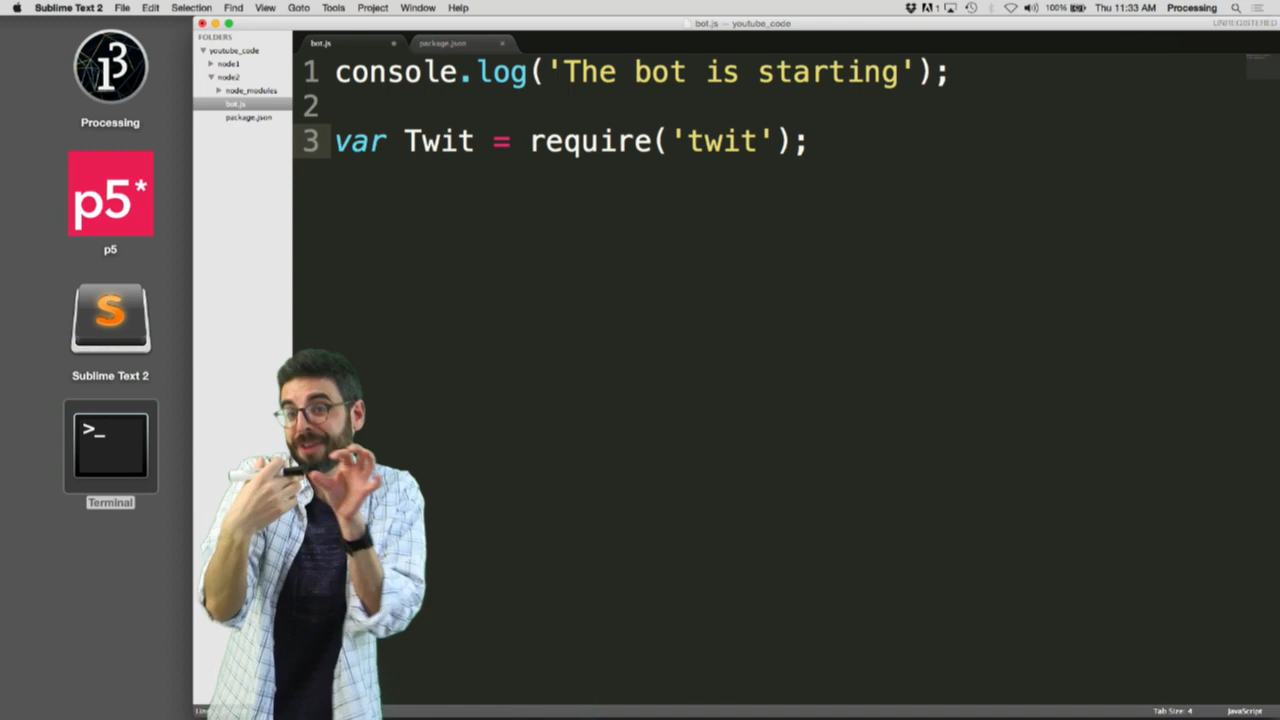 Sublime Text 2 File Edit Selection Find View Goto Tools Project Window Help 1 100% Thu 11:33 AM Processing
bot.js — youtube_code
UNREGISTERED
FOLDERS
youtube_code
node1
node2
node_modules
bot.js
package.json
bot.js
package.json
1 console.log('The bot is starting');
2
3 var Twit = require('twit');
Processing
p5*
p5
S
Sublime Text 2
>_
Terminal
Tab Size: 4
JavaScript